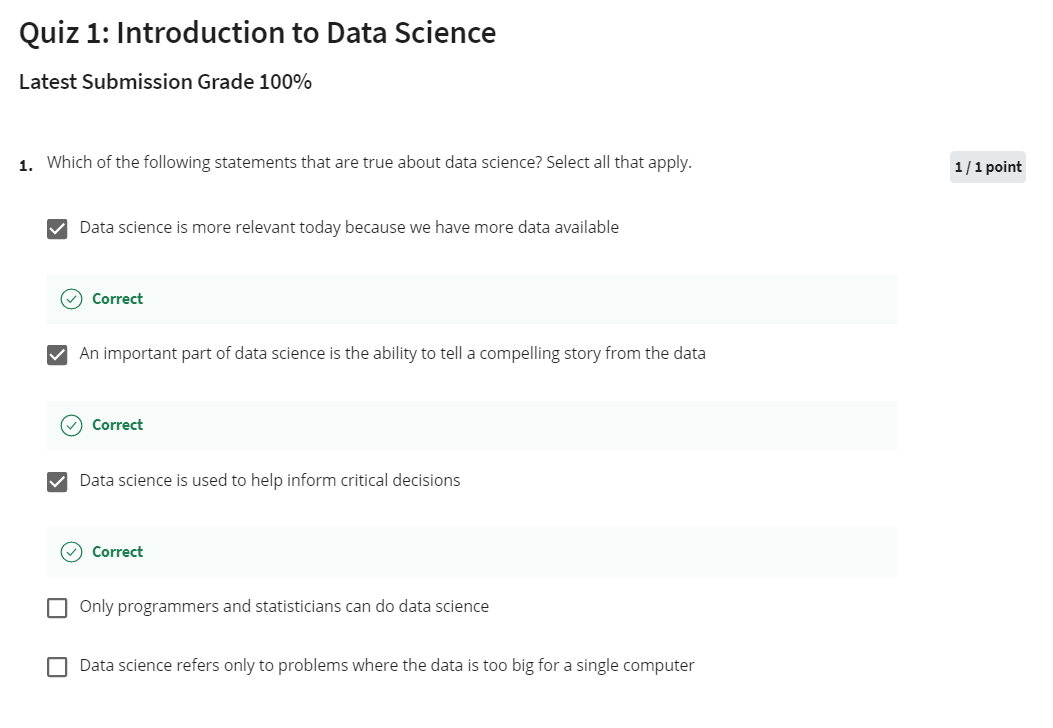 Quiz 1: Introduction to Data Science
Latest Submission Grade 100%
1. Which of the following statements that are true about data science? Select all that apply.
1 / 1 point
Data science is more relevant today because we have more data available
Correct
An important part of data science is the ability to tell a compelling story from the data
Correct
Data science is used to help inform critical decisions
Correct
Only programmers and statisticians can do data science
Data science refers only to problems where the data is too big for a single computer